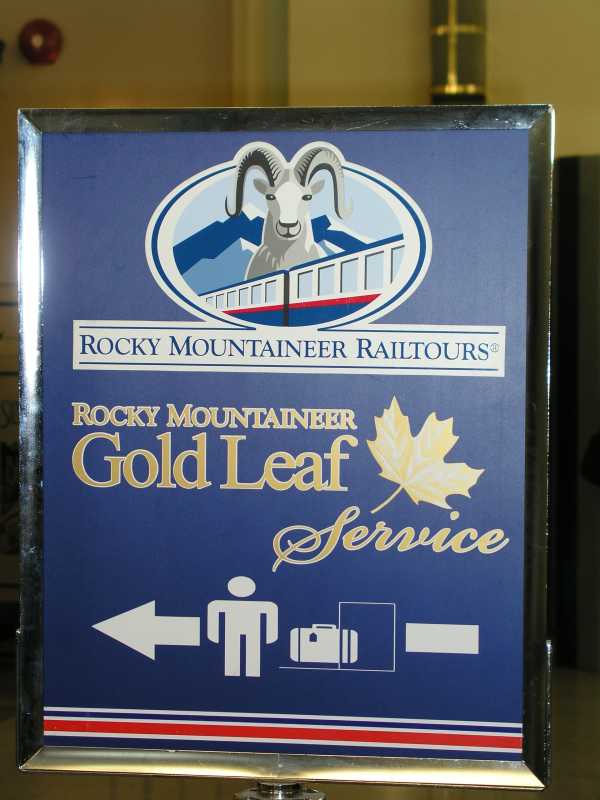 ROCKY MOUNTAINEER RAILTOURS®
ROCKY MOUNTAINEER
Gold Leaf
Service